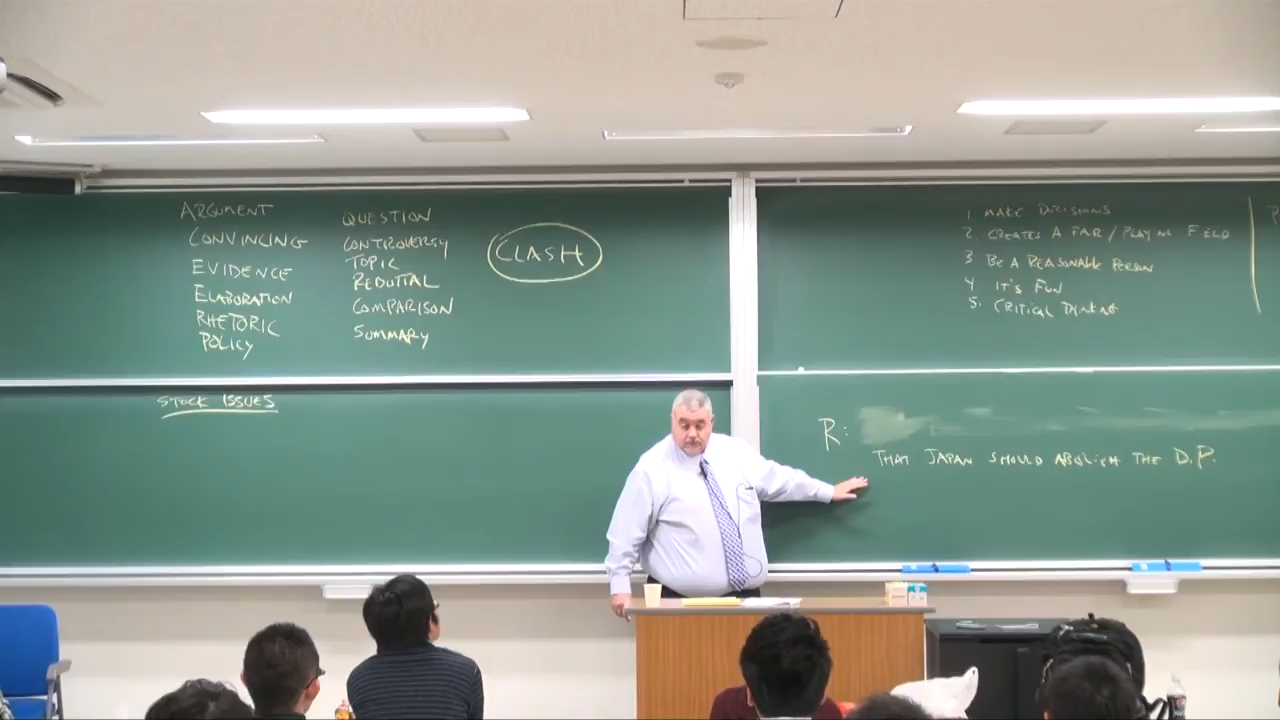 ARGUMENT
CONVINCING
EVIDENCE
ELABORATION
RHETORIC
POLICY
QUESTION
CONTROVERSY
TOPIC
REBUTTAL
COMPARISON
SUMMARY
CLASH
STOCK ISSUES
1 MAKE DECISIONS
2. CREATES A FAIR / PLAYING FIELD
3 BE A REASONABLE PERSON
4 IT'S FUN
5. CRITICAL THINKING
R:
THAT JAPAN SHOULD ABOLISH THE D.P.